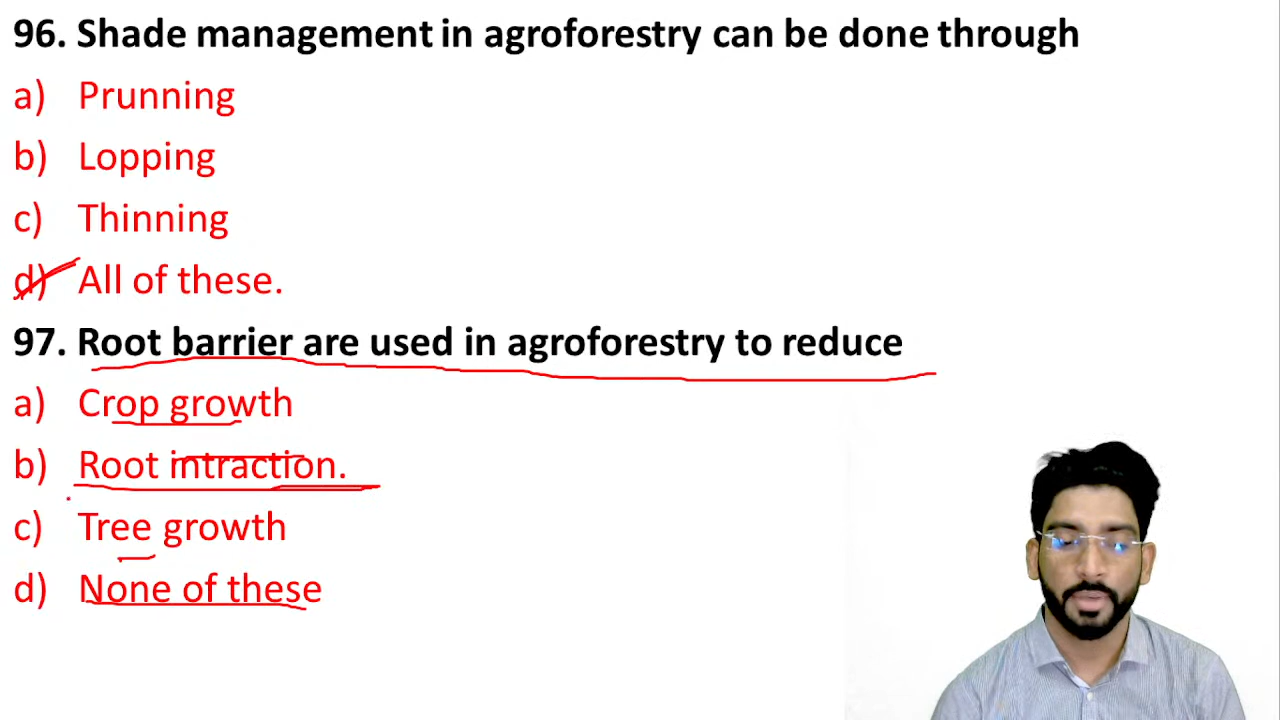 96. Shade management in agroforestry can be done through
a) Prunning
b) Lopping
c) Thinning
d) All of these.
97. Root barrier are used in agroforestry to reduce
a) Crop growth
b) Root intraction.
c) Tree growth
d) None of these